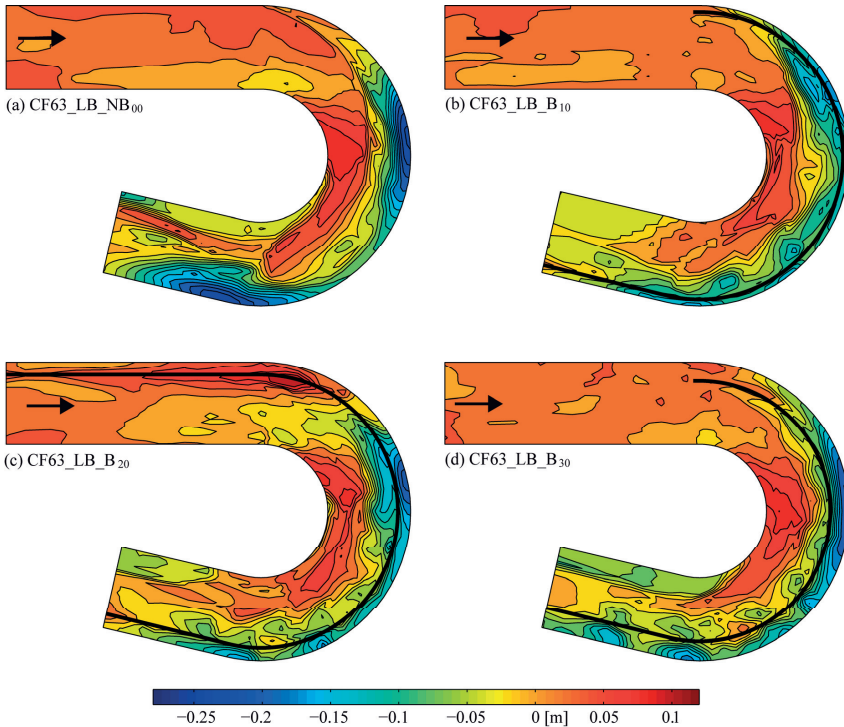 (a) CF63_LB_NB₀₀
(b) CF63_LB_B₁₀
(c) CF63_LB_B₂₀
(d) CF63_LB_B₃₀
−0.25 −0.2 −0.15 −0.1 −0.05 0 [m] 0.05 0.1